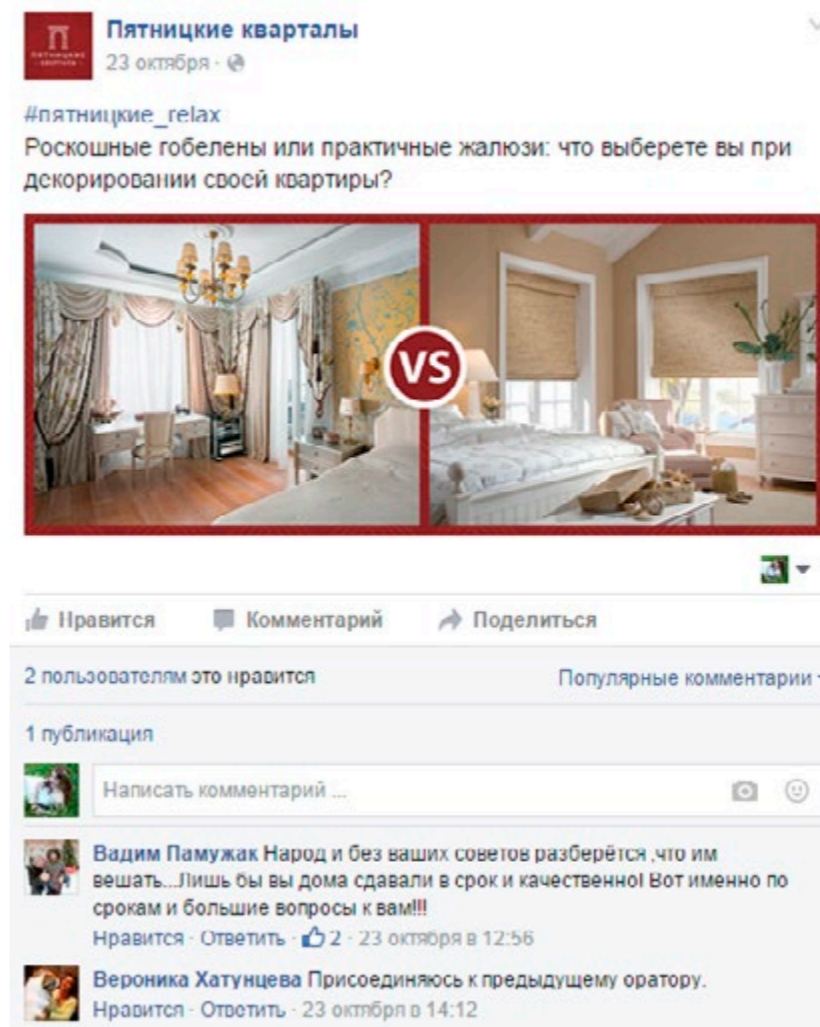 Пятницкие кварталы
23 октября ·
#пятницкие_relax
Роскошные гобелены или практичные жалюзи: что выберете вы при
декорировании своей квартиры?
VS
Нравится Комментарий Поделиться
2 пользователям это нравится Популярные комментарии
1 публикация
Написать комментарий ...
Вадим Памужак Народ и без ваших советов разберётся ,что им
вешать...Лишь бы вы дома сдавали в срок и качественно! Вот именно по
срокам и большие вопросы к вам!!!
Нравится · Ответить · 2 · 23 октября в 12:56
Вероника Хатунцева Присоединяюсь к предыдущему оратору.
Нравится · Ответить · 23 октября в 14:12